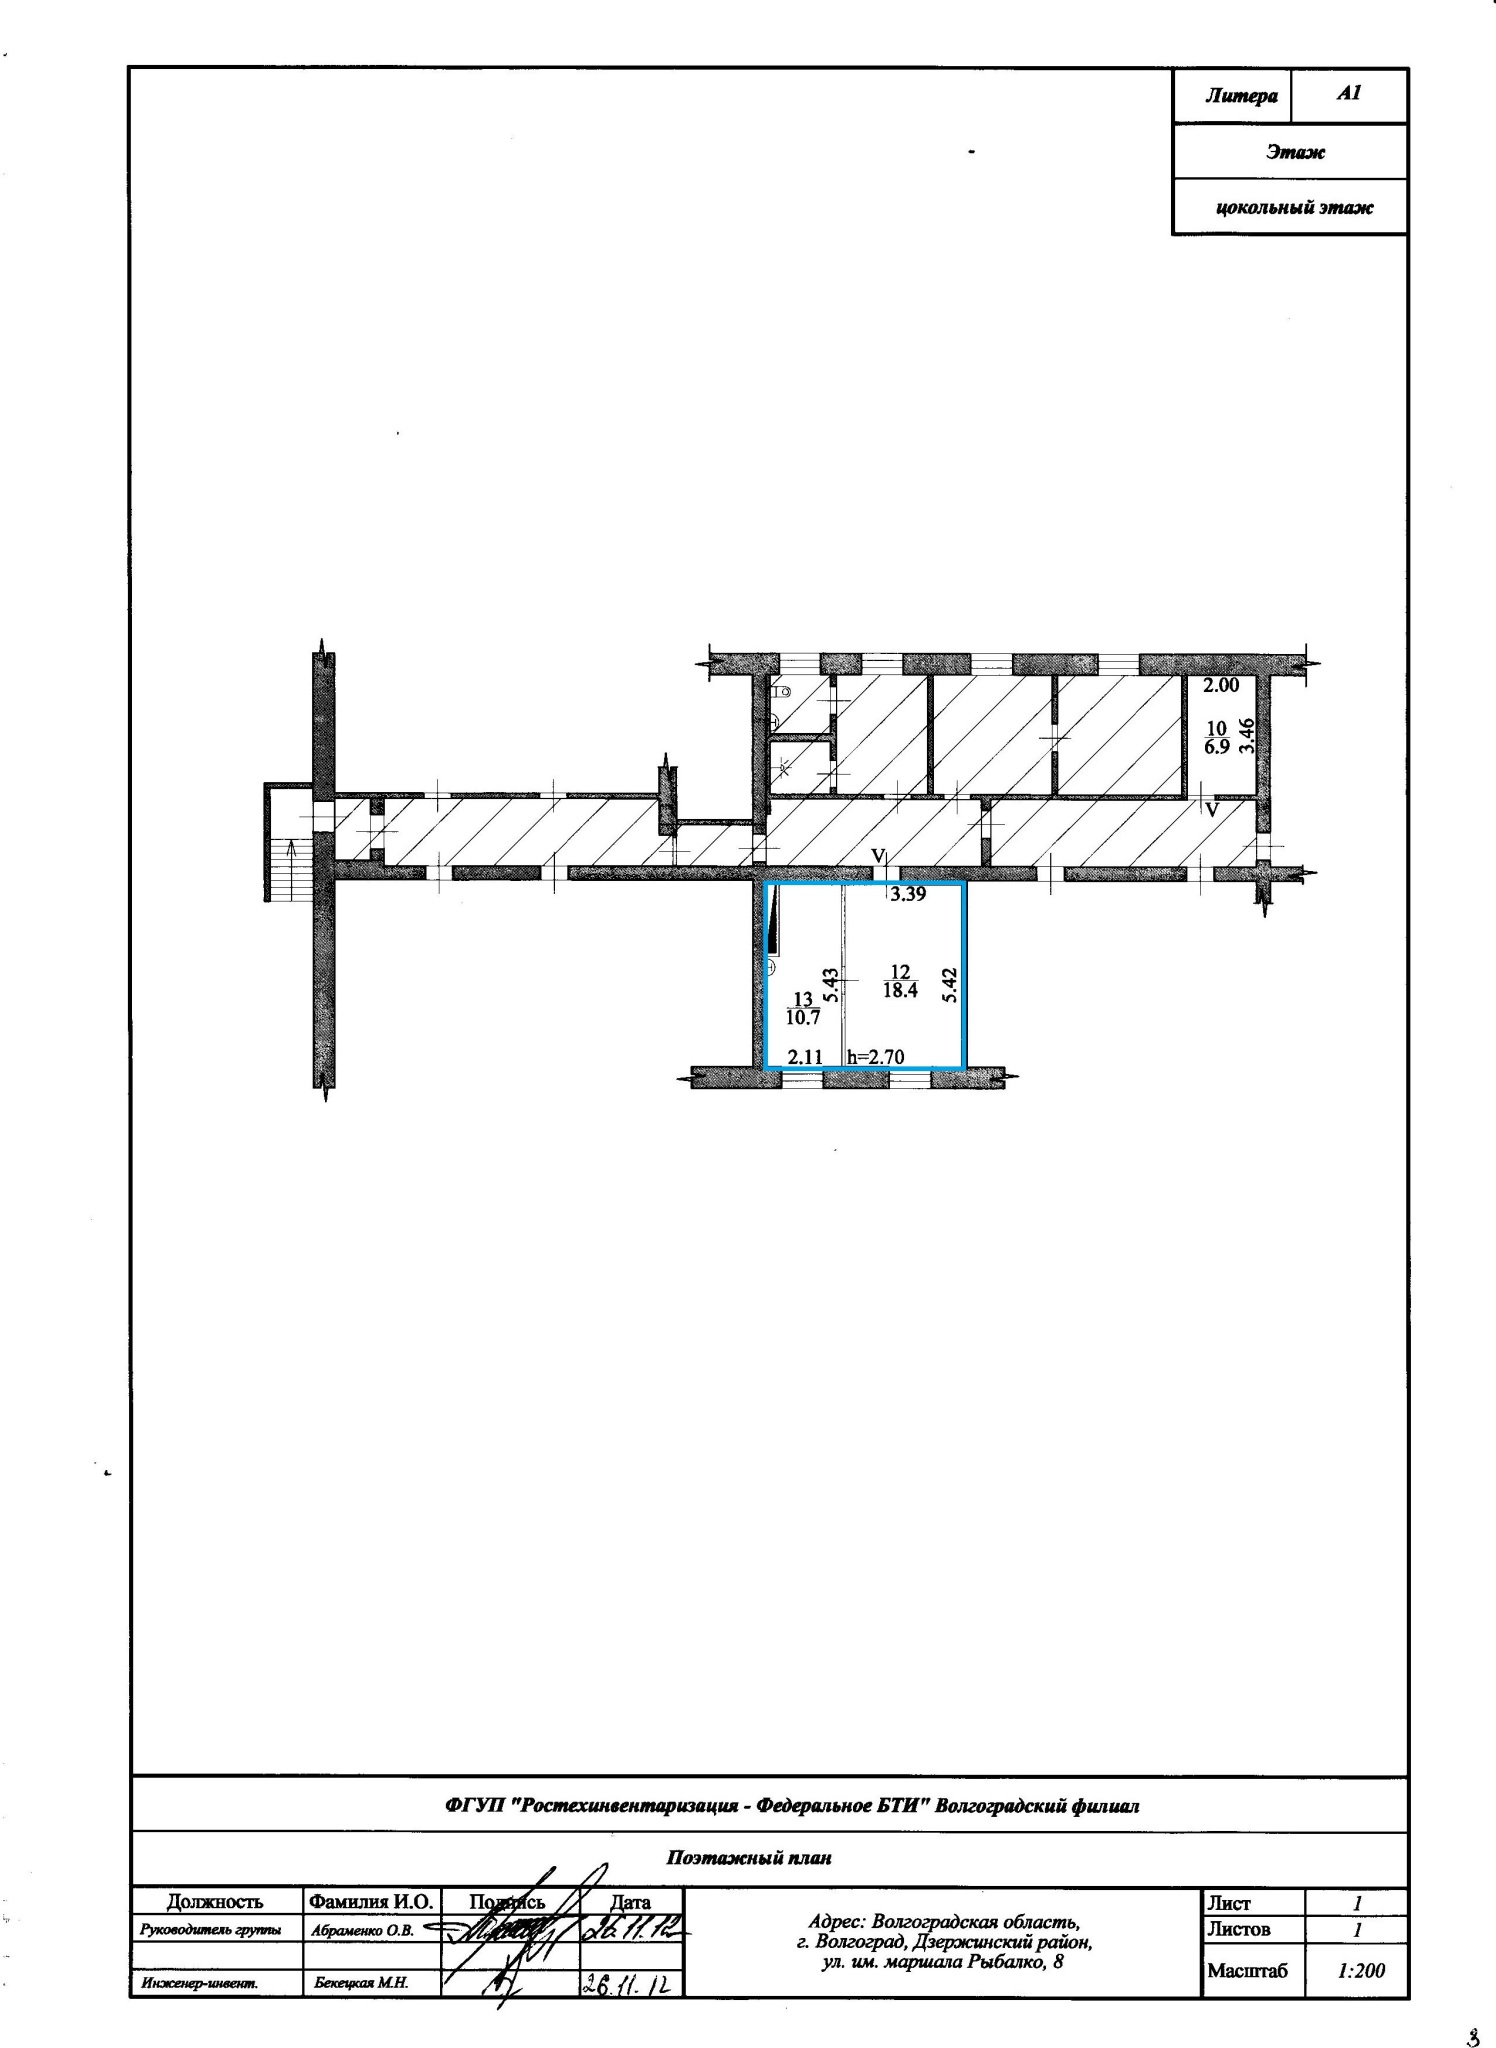 Литера А1
Этаж
цокольный этаж
2.00
10
6.9
3.46
V
V
3.39
5.43
12
18.4
5.42
13
10.7
2.11 h=2.70
ФГУП "Ростехинвентаризация - Федеральное БТИ" Волгоградский филиал
Поэтажный план
Должность Фамилия И.О. Подпись Дата
Руководитель группы Абраменко О.В. 26.11.12
Инженер-инвент. Бекецкая М.Н. 26.11.12
Адрес: Волгоградская область,
г. Волгоград, Дзержинский район,
ул. им. маршала Рыбалко, 8
Лист 1
Листов 1
Масштаб 1:200
3